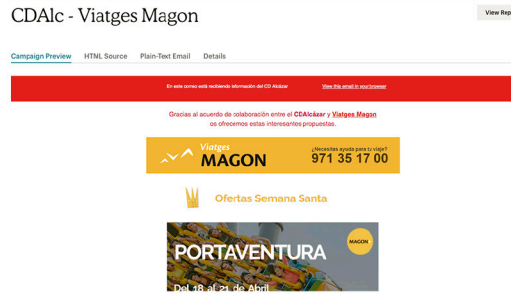 CDAlc - Viatges Magon
View Rep
Campaign Preview HTML Source Plain-Text Email Details
En este correo está recibiendo información del CD Alcázar View this email in your browser
Gracias al acuerdo de colaboración entre el CDAlcázar y Viatges Magon
os ofrecemos estas interesantes propuestas.
Viatges
MAGON
¿Necesitas ayuda para tu viaje?
971 35 17 00
Ofertas Semana Santa
PORTAVENTURA
MAGON
Del 18 al 21 de Abril